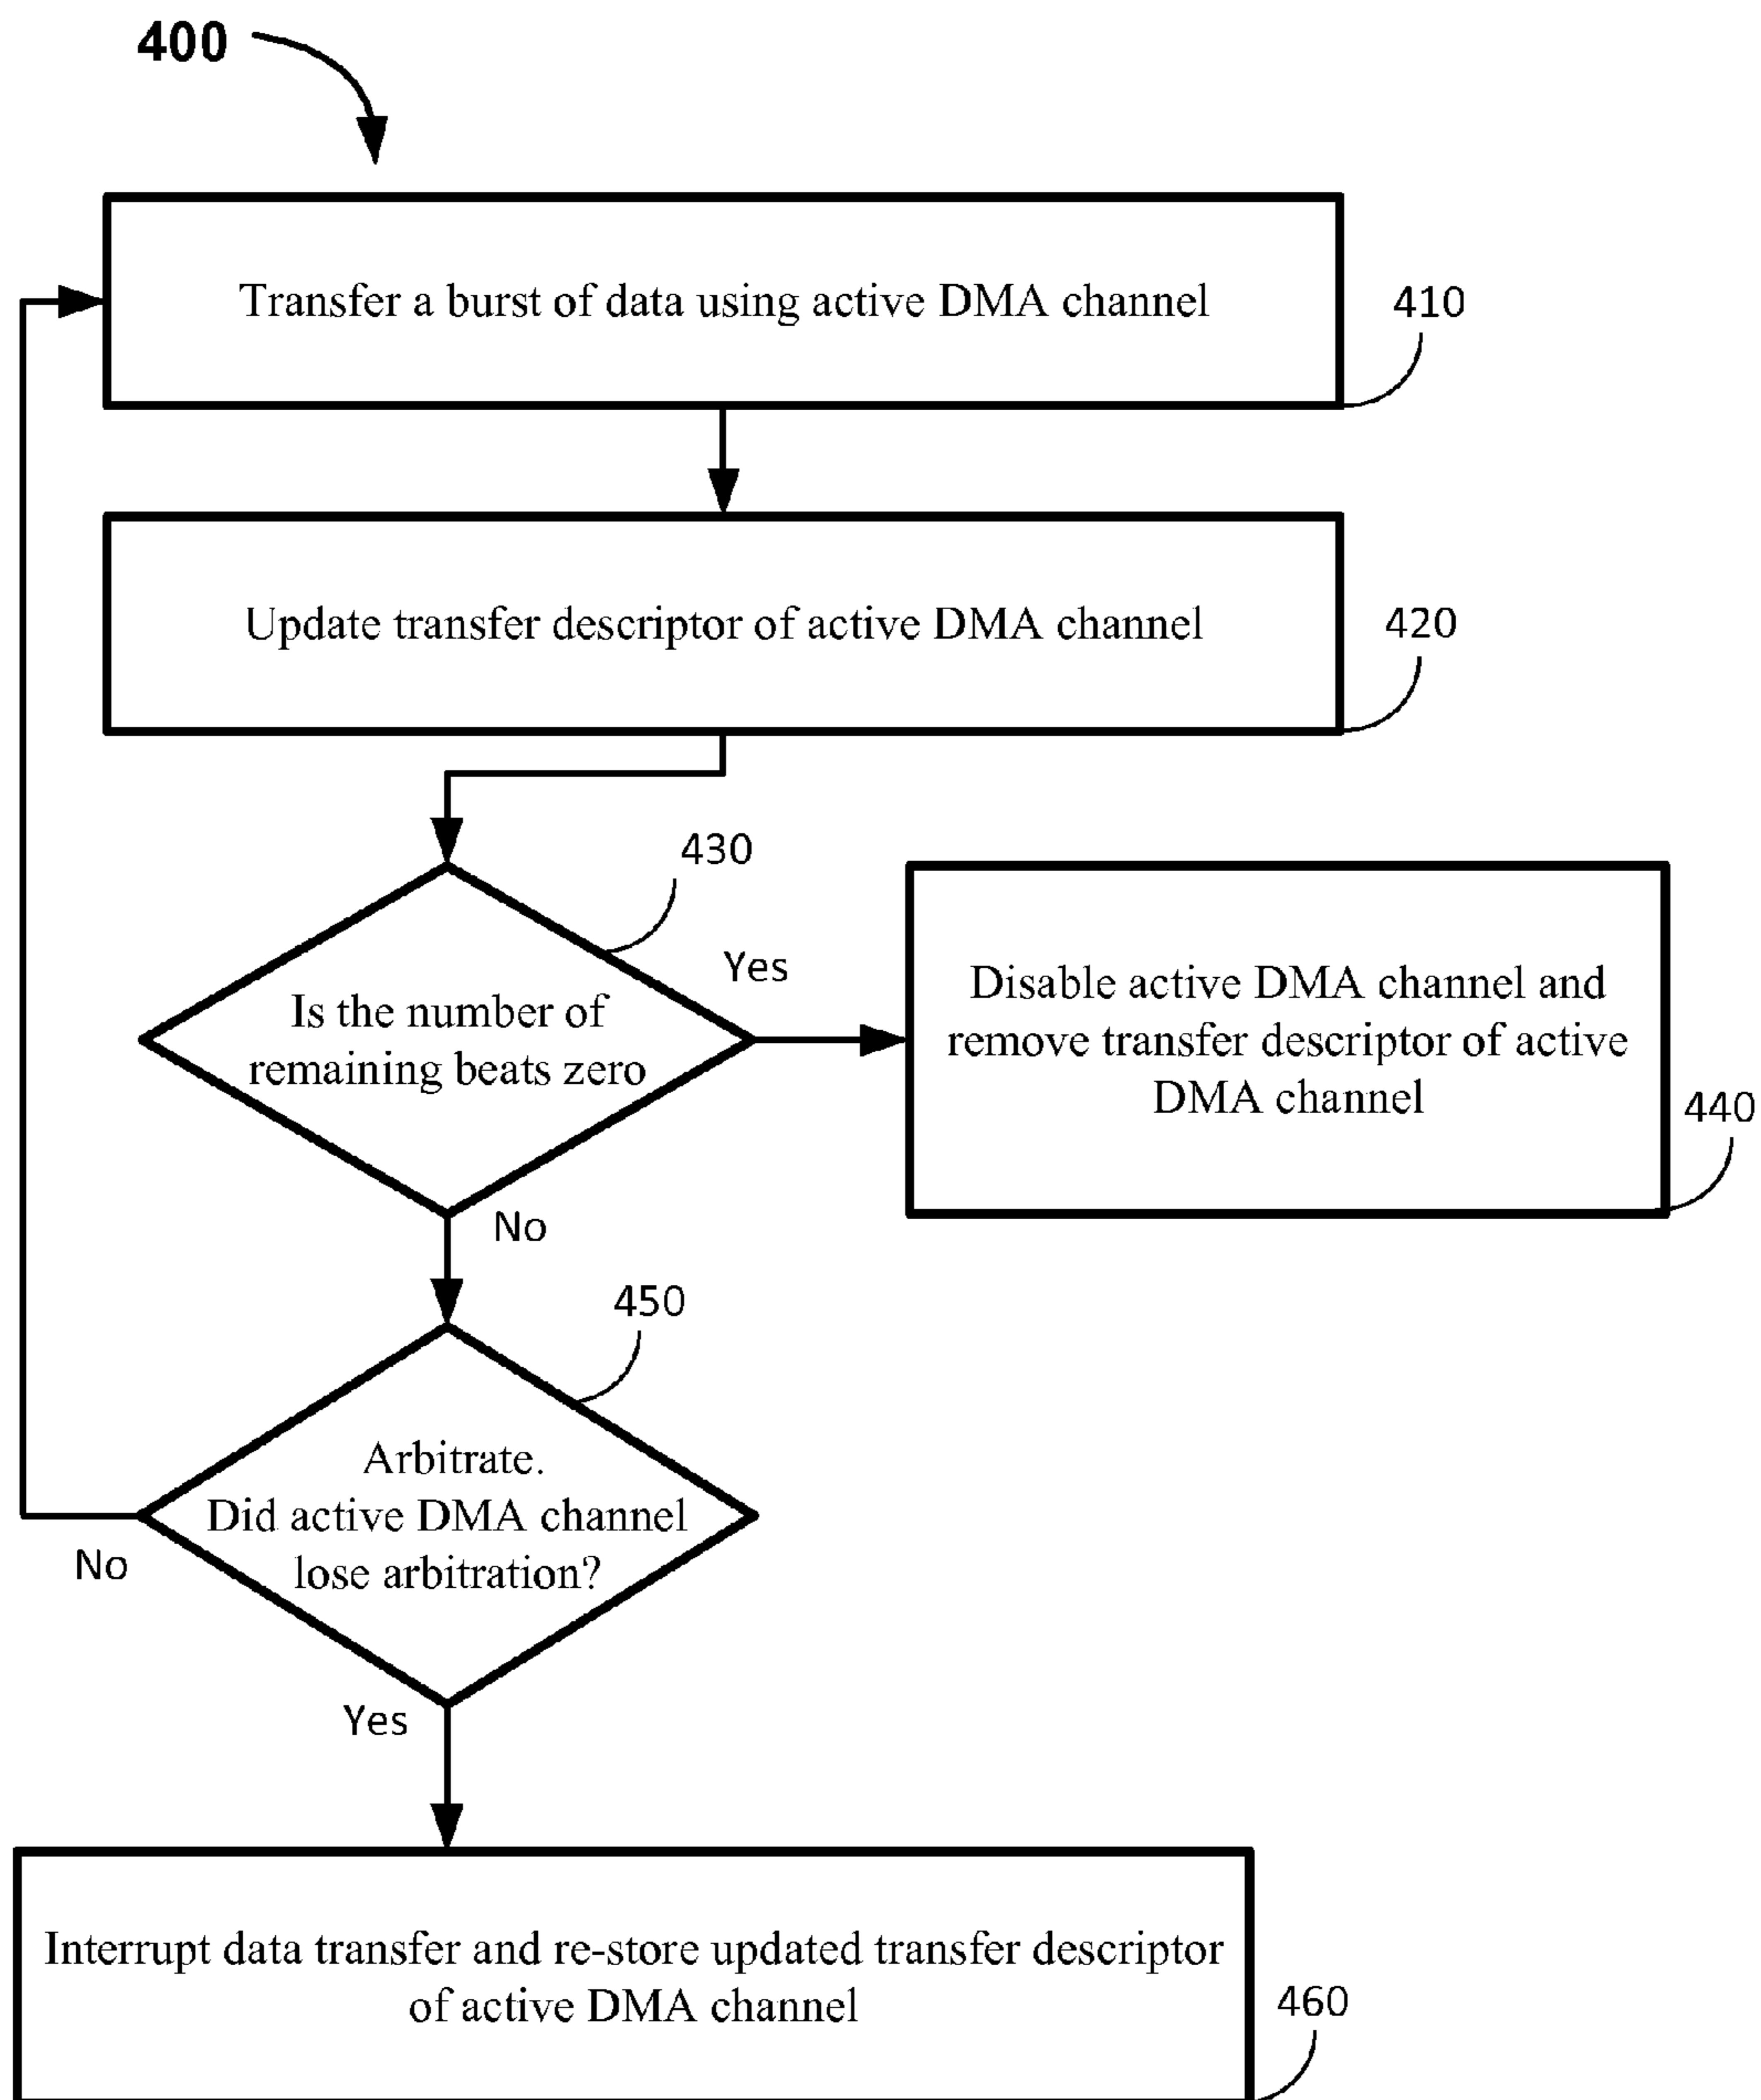 400
Transfer a burst of data using active DMA channel
410
Update transfer descriptor of active DMA channel
420
430
Is the number of
remaining beats zero
Yes
No
Disable active DMA channel and
remove transfer descriptor of active
DMA channel
440
450
Arbitrate.
Did active DMA channel
lose arbitration?
No
Yes
Interrupt data transfer and re-store updated transfer descriptor
of active DMA channel
460